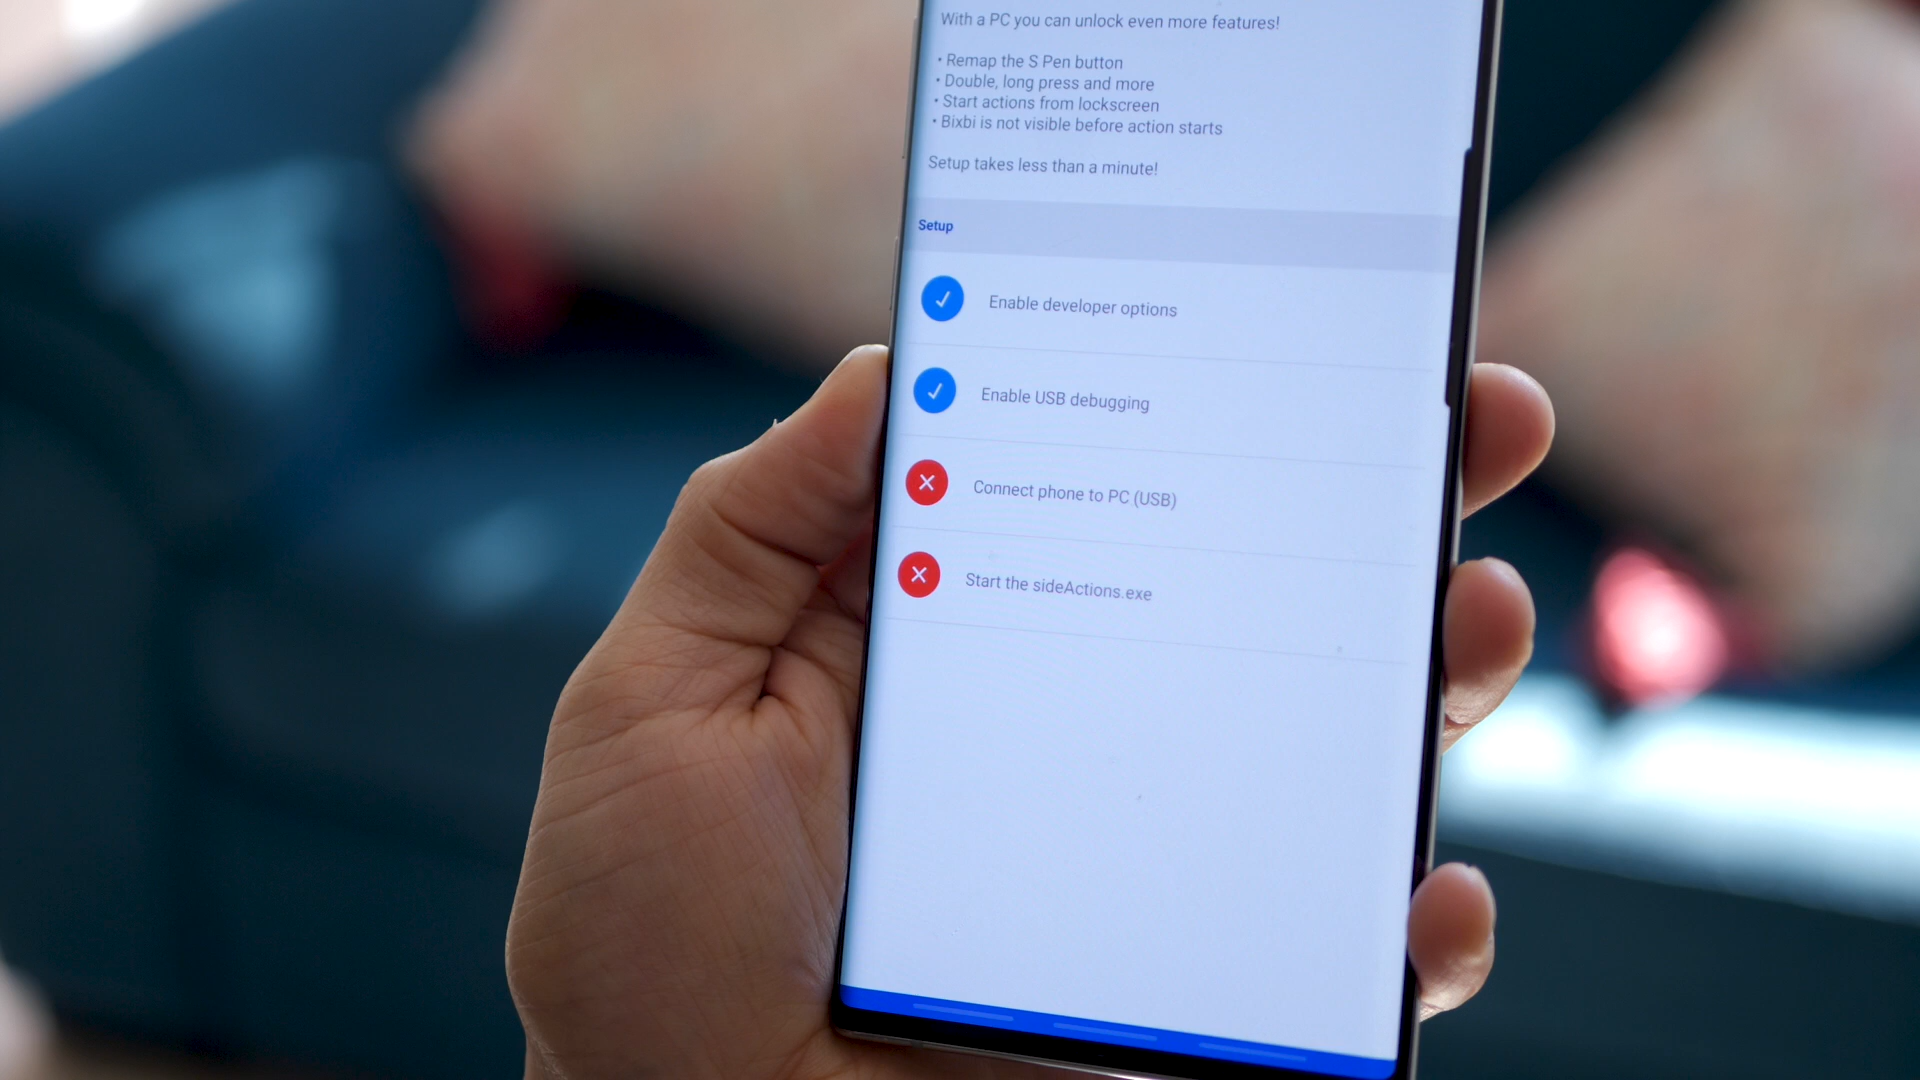 With a PC you can unlock even more features!
• Remap the S Pen button
• Double, long press and more
• Start actions from lockscreen
• Bixbi is not visible before action starts
Setup takes less than a minute!
Setup
Enable developer options
Enable USB debugging
Connect phone to PC (USB)
Start the sideActions.exe